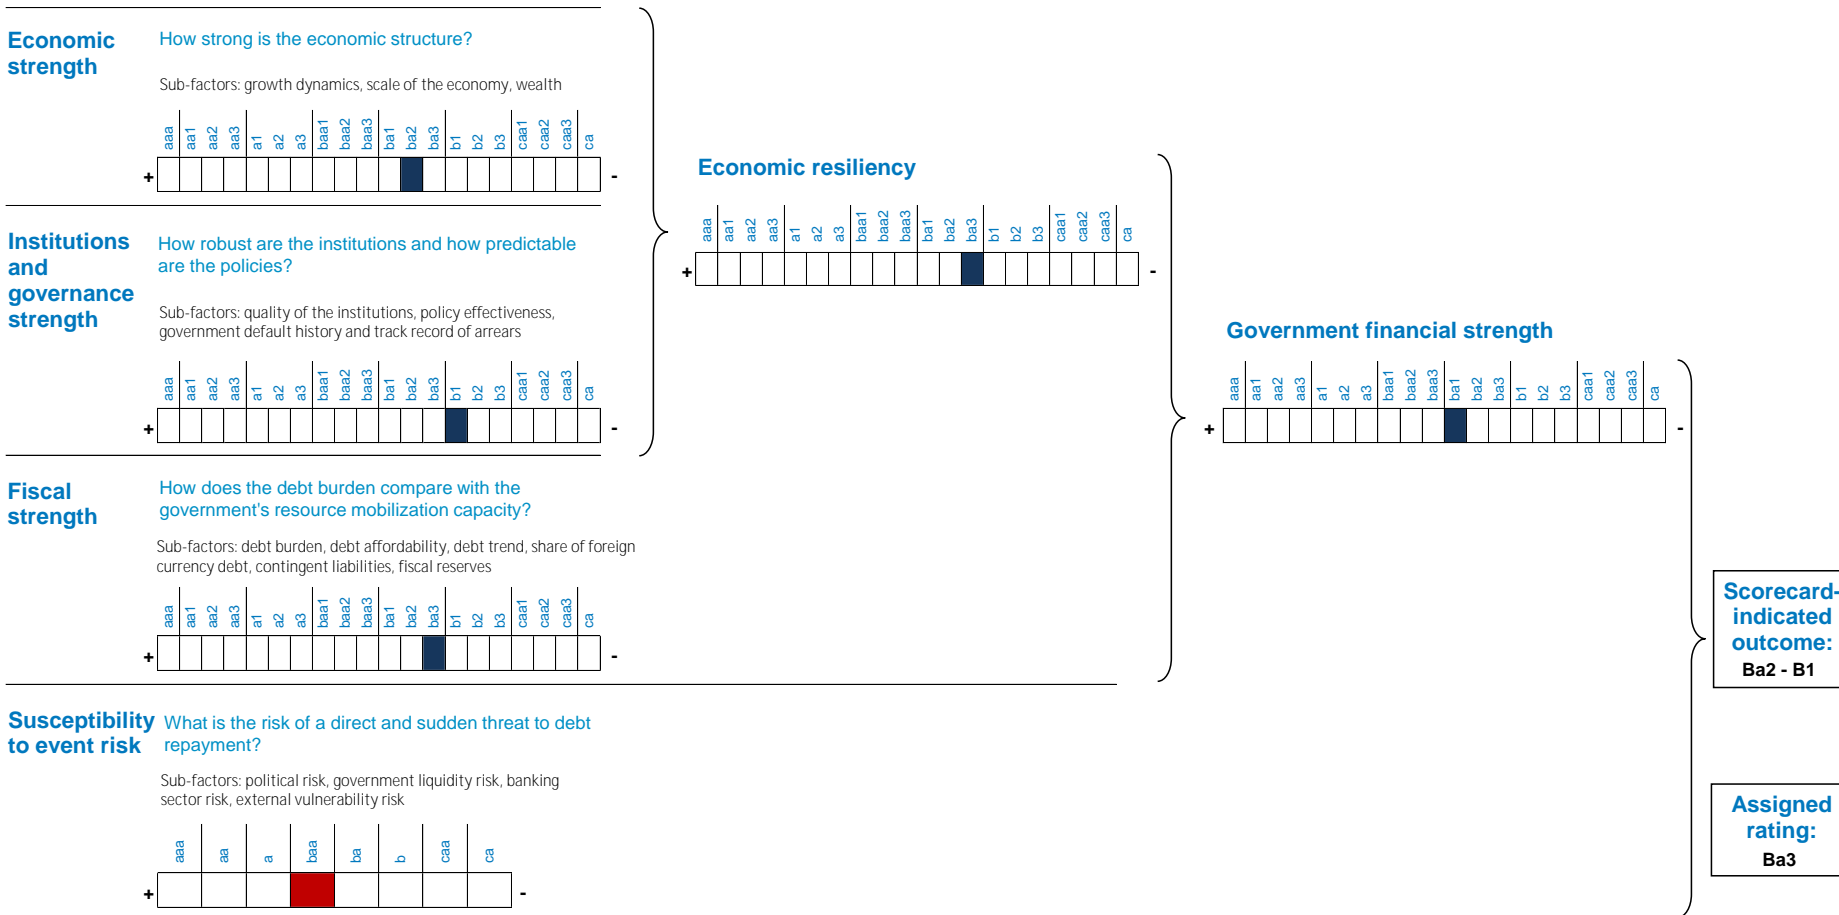 Economic
strength
How strong is the economic structure?
Sub-factors: growth dynamics, scale of the economy, wealth
aaa aa1 aa2 aa3 a1 a2 a3 baa1 baa2 baa3 ba1 ba2 ba3 b1 b2 b3 caa1 caa2 caa3 ca
+ -
Institutions
and
governance
strength
How robust are the institutions and how predictable
are the policies?
Sub-factors: quality of the institutions, policy effectiveness,
government default history and track record of arrears
aaa aa1 aa2 aa3 a1 a2 a3 baa1 baa2 baa3 ba1 ba2 ba3 b1 b2 b3 caa1 caa2 caa3 ca
+ -
Economic resiliency
aaa aa1 aa2 aa3 a1 a2 a3 baa1 baa2 baa3 ba1 ba2 ba3 b1 b2 b3 caa1 caa2 caa3 ca
+ -
Fiscal
strength
How does the debt burden compare with the
government's resource mobilization capacity?
Sub-factors: debt burden, debt affordability, debt trend, share of foreign
currency debt, contingent liabilities, fiscal reserves
aaa aa1 aa2 aa3 a1 a2 a3 baa1 baa2 baa3 ba1 ba2 ba3 b1 b2 b3 caa1 caa2 caa3 ca
+ -
Government financial strength
aaa aa1 aa2 aa3 a1 a2 a3 baa1 baa2 baa3 ba1 ba2 ba3 b1 b2 b3 caa1 caa2 caa3 ca
+ -
Susceptibility
to event risk
What is the risk of a direct and sudden threat to debt
repayment?
Sub-factors: political risk, government liquidity risk, banking
sector risk, external vulnerability risk
aaa aa a baa ba b caa ca
+ -
Scorecard-
indicated
outcome:
Ba2 - B1
Assigned
rating:
Ba3